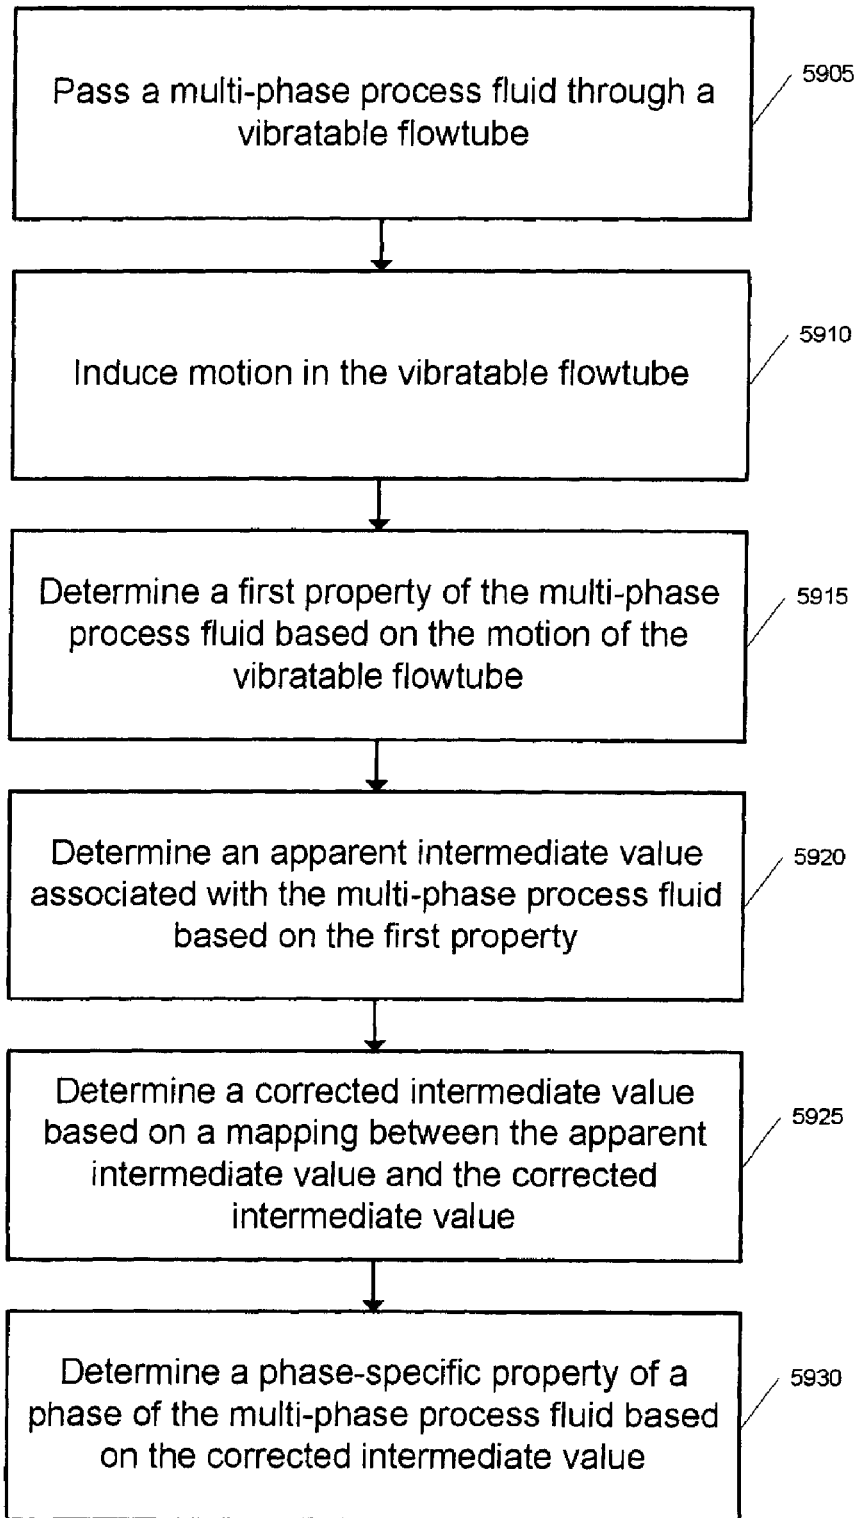 Pass a multi-phase process fluid through a
vibratable flowtube
5905
Induce motion in the vibratable flowtube
5910
Determine a first property of the multi-phase
process fluid based on the motion of the
vibratable flowtube
5915
Determine an apparent intermediate value
associated with the multi-phase process fluid
based on the first property
5920
Determine a corrected intermediate value
based on a mapping between the apparent
intermediate value and the corrected
intermediate value
5925
Determine a phase-specific property of a
phase of the multi-phase process fluid based
on the corrected intermediate value
5930